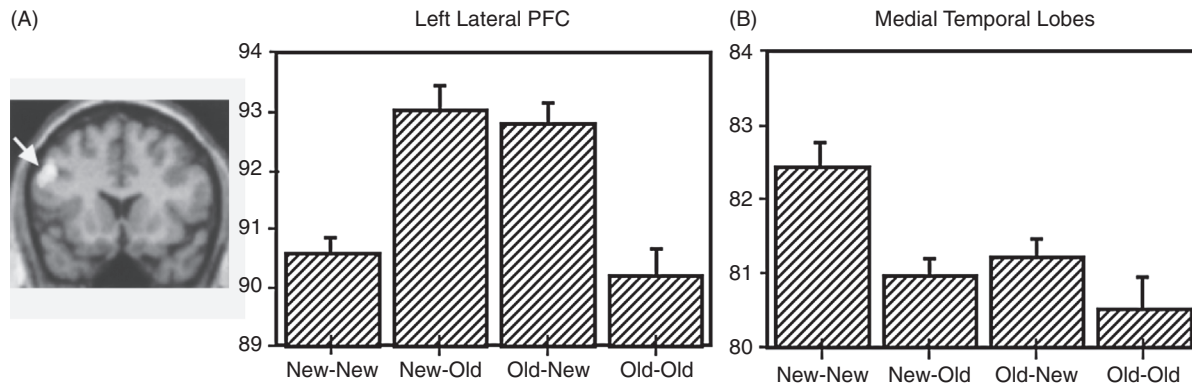 (A)
Left Lateral PFC
94
93
92
91
90
89
New-New New-Old Old-New Old-Old
(B)
Medial Temporal Lobes
84
83
82
81
80
New-New New-Old Old-New Old-Old